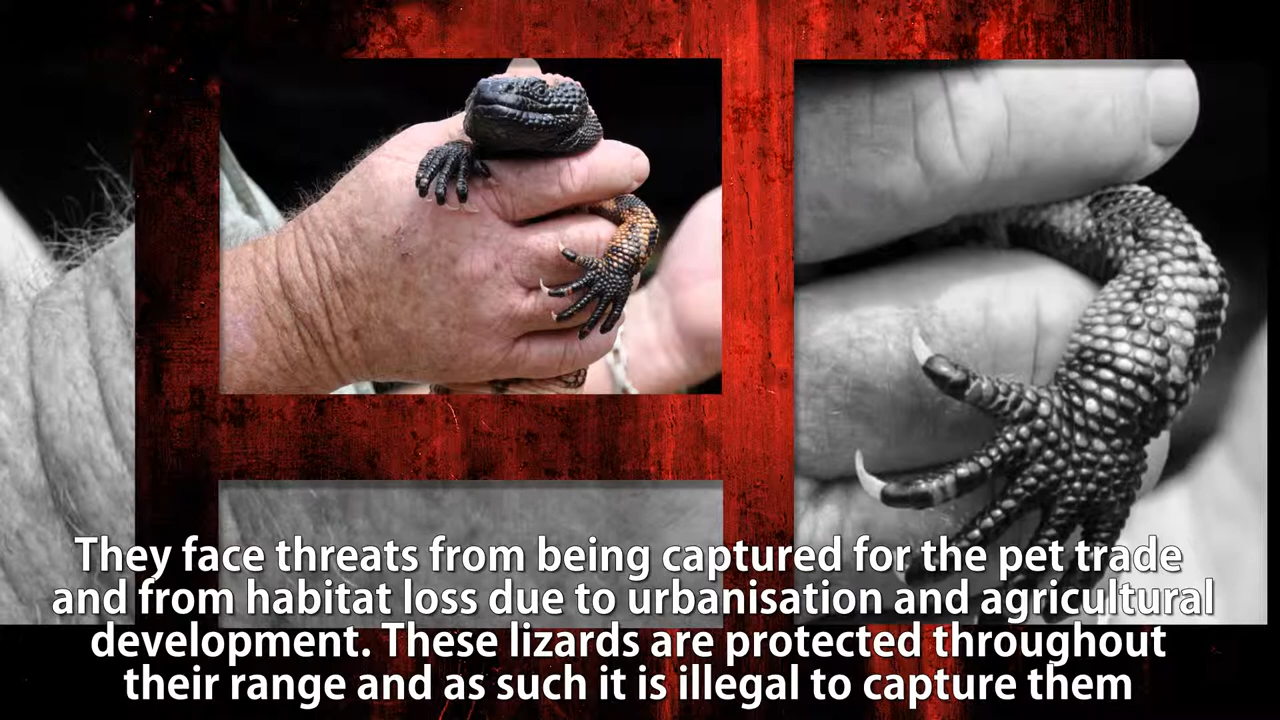 They face threats from being captured for the pet trade
and from habitat loss due to urbanisation and agricultural
development. These lizards are protected throughout
their range and as such it is illegal to capture them